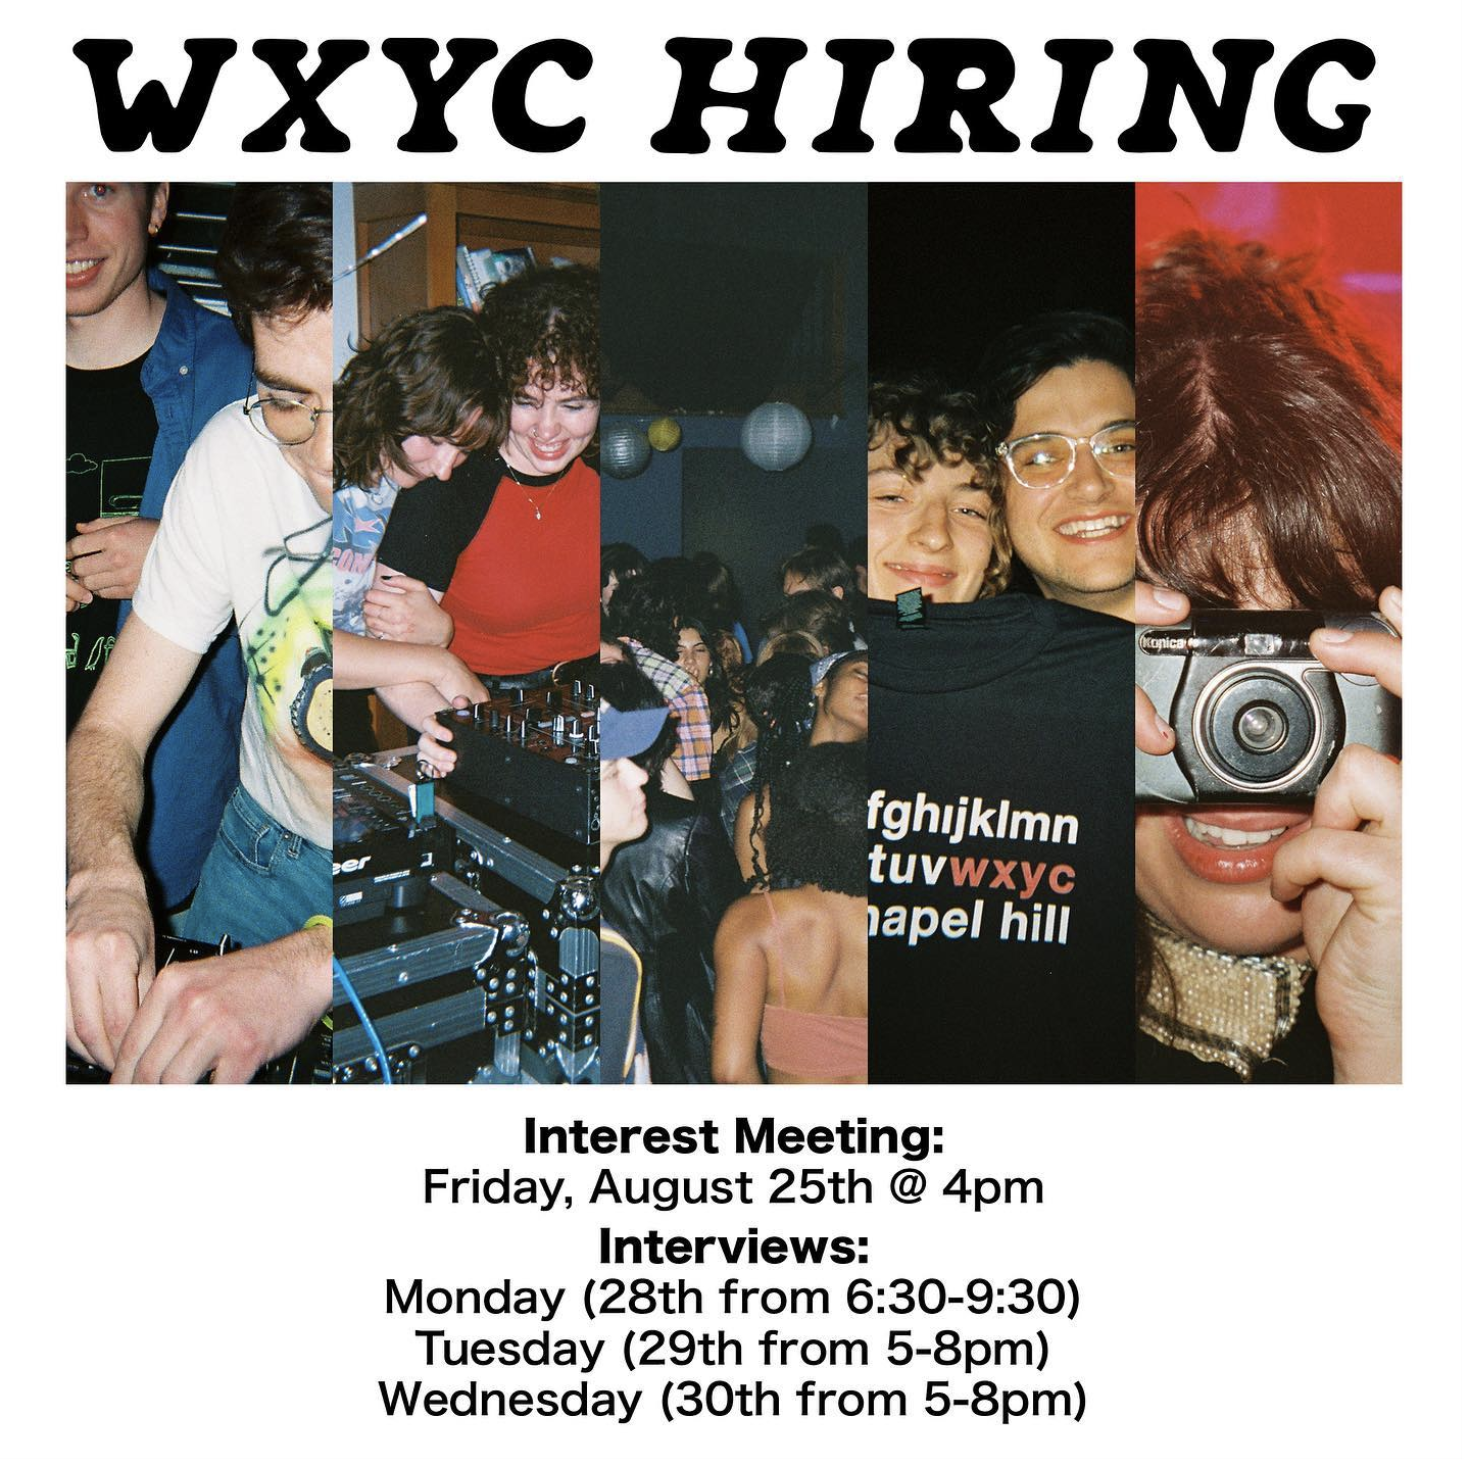 WXYC HIRING
Konica
eer
fghijklmn
tuvwxyc
hapel hill
Interest Meeting:
Friday, August 25th @ 4pm
Interviews:
Monday (28th from 6:30-9:30)
Tuesday (29th from 5-8pm)
Wednesday (30th from 5-8pm)